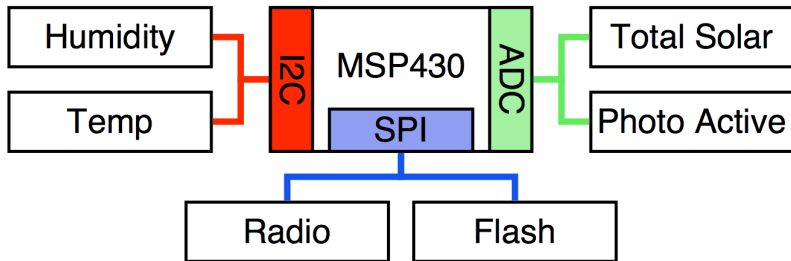 Humidity
Temp
I2C
MSP430
SPI
ADC
Total Solar
Photo Active
Radio
Flash